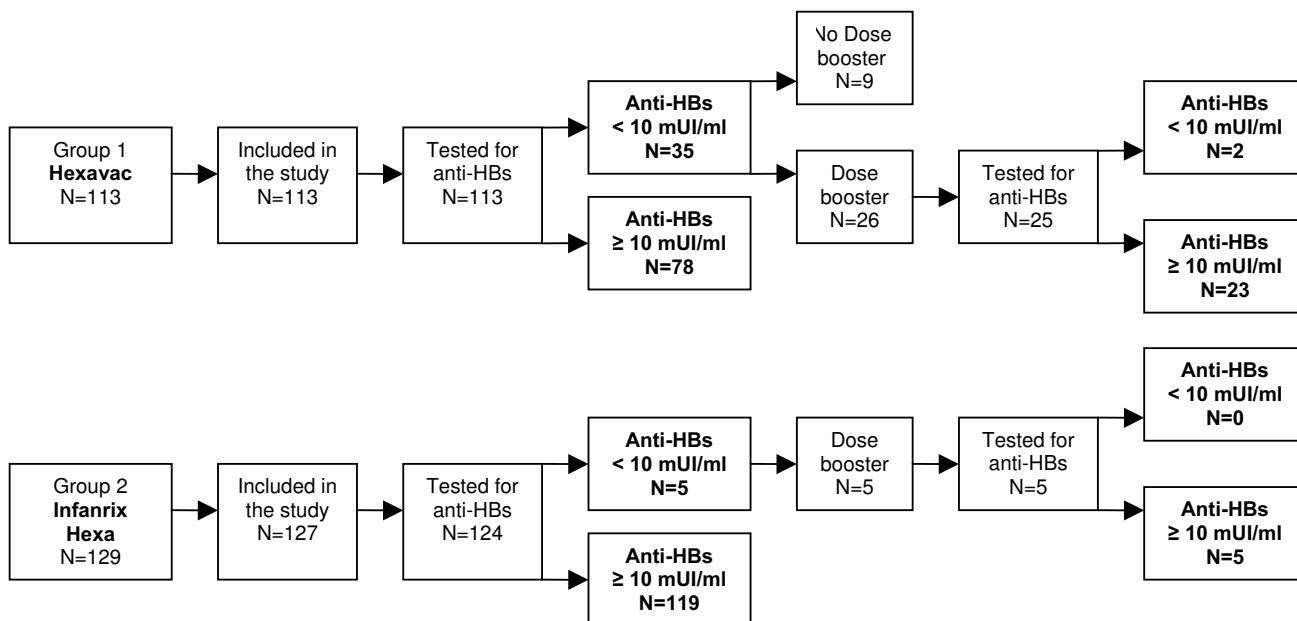 No Dose
booster
N=9
Anti-HBs
< 10 mUI/ml
N=35
Anti-HBs
< 10 mUI/ml
N=2
Group 1
Hexavac
N=113
Included in
the study
N=113
Tested for
anti-HBs
N=113
Dose
booster
N=26
Tested for
anti-HBs
N=25
Anti-HBs
≥ 10 mUI/ml
N=78
Anti-HBs
≥ 10 mUI/ml
N=23
Anti-HBs
< 10 mUI/ml
N=0
Anti-HBs
< 10 mUI/ml
N=5
Dose
booster
N=5
Tested for
anti-HBs
N=5
Group 2
Infanrix
Hexa
N=129
Included in
the study
N=127
Tested for
anti-HBs
N=124
Anti-HBs
≥ 10 mUI/ml
N=5
Anti-HBs
≥ 10 mUI/ml
N=119